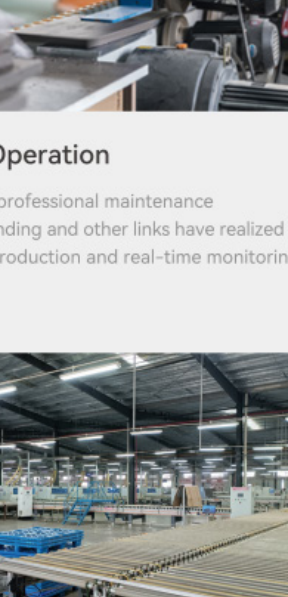 Operation
professional maintenance
nding and other links have realized
roduction and real-time monitorin